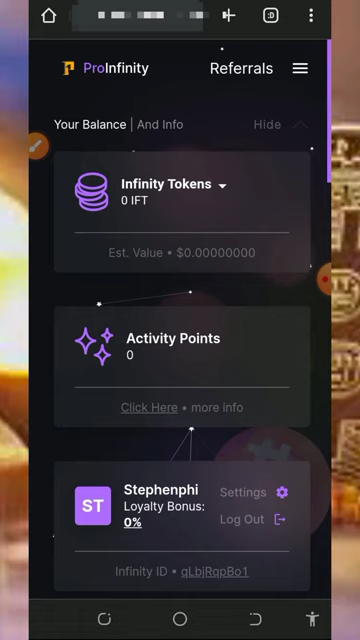 :D
ProInfinity
Referrals
Your Balance | And Info
Hide
Infinity Tokens
0 IFT
Est. Value • $0.00000000
Activity Points
0
Click Here • more info
ST
Stephenphi
Loyalty Bonus:
0%
Settings
Log Out
Infinity ID • qLbjRqpBo1